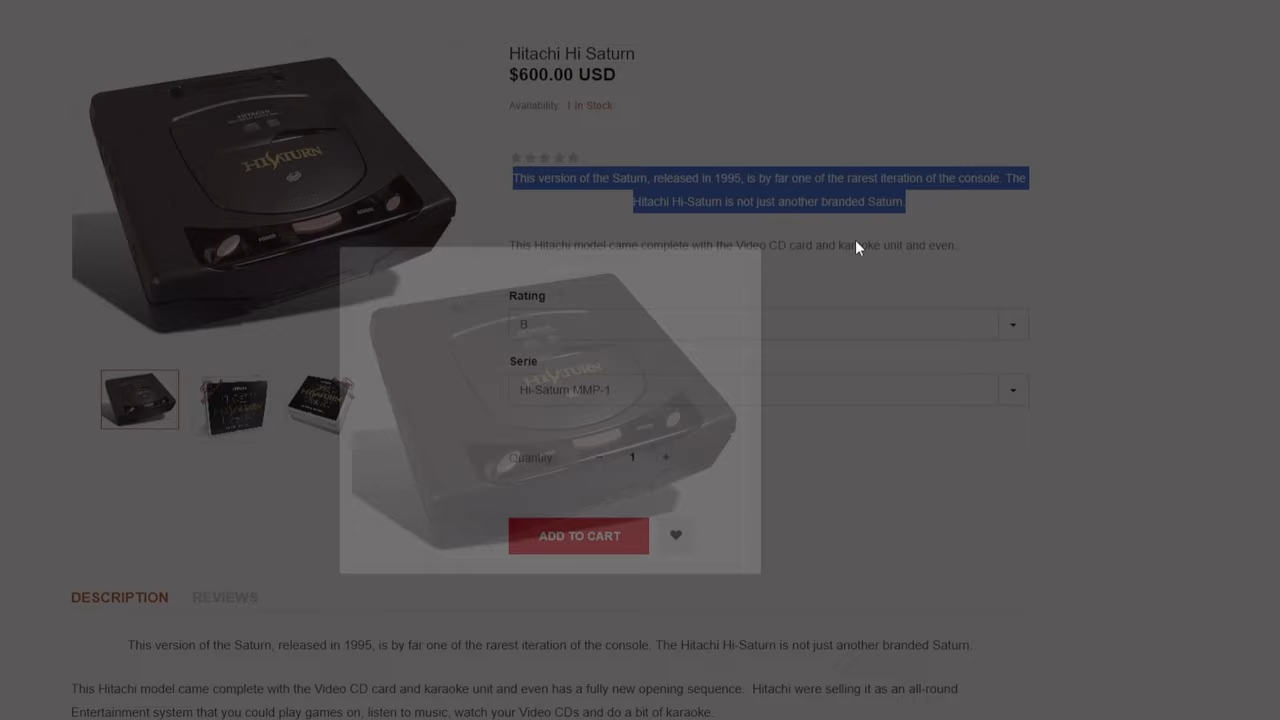 Hitachi Hi Saturn
$600.00 USD
Availability: | In Stock
HITACHI
HI SATURN
POWER
ACCESS
This version of the Saturn, released in 1995, is by far one of the rarest iteration of the console. The
Hitachi Hi-Saturn is not just another branded Saturn.
This Hitachi model came complete with the Video CD card and karaoke unit and even.
Rating
B
Serie
Hi-Saturn MMP-1
HI SATURN
Quantity:
− 1 +
ADD TO CART
DESCRIPTION REVIEWS
This version of the Saturn, released in 1995, is by far one of the rarest iteration of the console. The Hitachi Hi-Saturn is not just another branded Saturn.
This Hitachi model came complete with the Video CD card and karaoke unit and even has a fully new opening sequence. Hitachi were selling it as an all-round
Entertainment system that you could play games on, listen to music, watch your Video CDs and do a bit of karaoke.